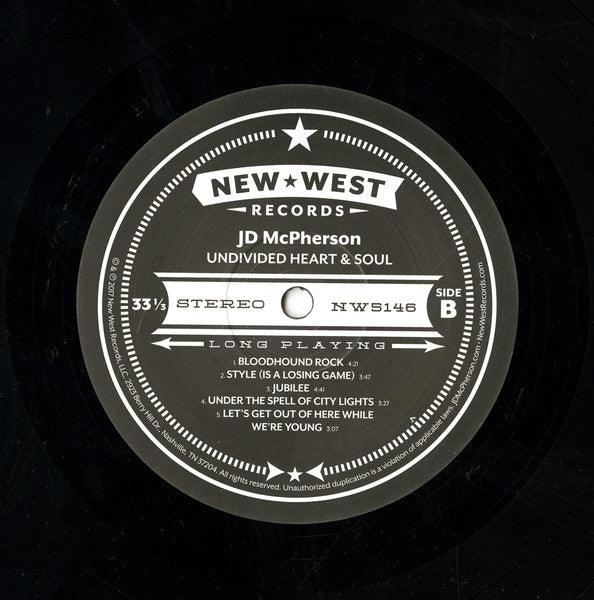 NEW★WEST
RECORDS
JD McPherson
UNDIVIDED HEART & SOUL
33 ⅓
STEREO
NW5146
SIDE
B
LONG PLAYING
1. BLOODHOUND ROCK 4:21
2. STYLE (IS A LOSING GAME) 3:47
3. JUBILEE 4:41
4. UNDER THE SPELL OF CITY LIGHTS 3:27
5. LET'S GET OUT OF HERE WHILE
WE'RE YOUNG 3:07
© & ℗ 2017 New West Records, LLC. 2923 Berry Hill Dr., Nashville, TN 37204. All rights reserved. Unauthorized duplication is a violation of applicable laws. JDMcPherson.com • NewWestRecords.com